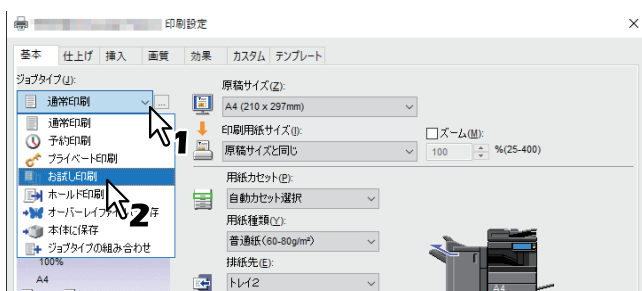 印刷設定
基本 仕上げ 挿入 画質 効果 カスタム テンプレート
ジョブタイプ(J):
通常印刷
...
通常印刷
予約印刷
プライベート印刷
お試し印刷
ホールド印刷
オーバーレイファイル 存
本体に保存
ジョブタイプの組み合わせ
100%
A4
1
2
原稿サイズ(Z):
A4 (210 x 297mm)
印刷用紙サイズ(I):
原稿サイズと同じ
ズーム(M):
100 %(25-400)
用紙カセット(P):
自動カセット選択
用紙種類(Y):
普通紙(60-80g/m²)
排紙先(E):
トレイ2
A4